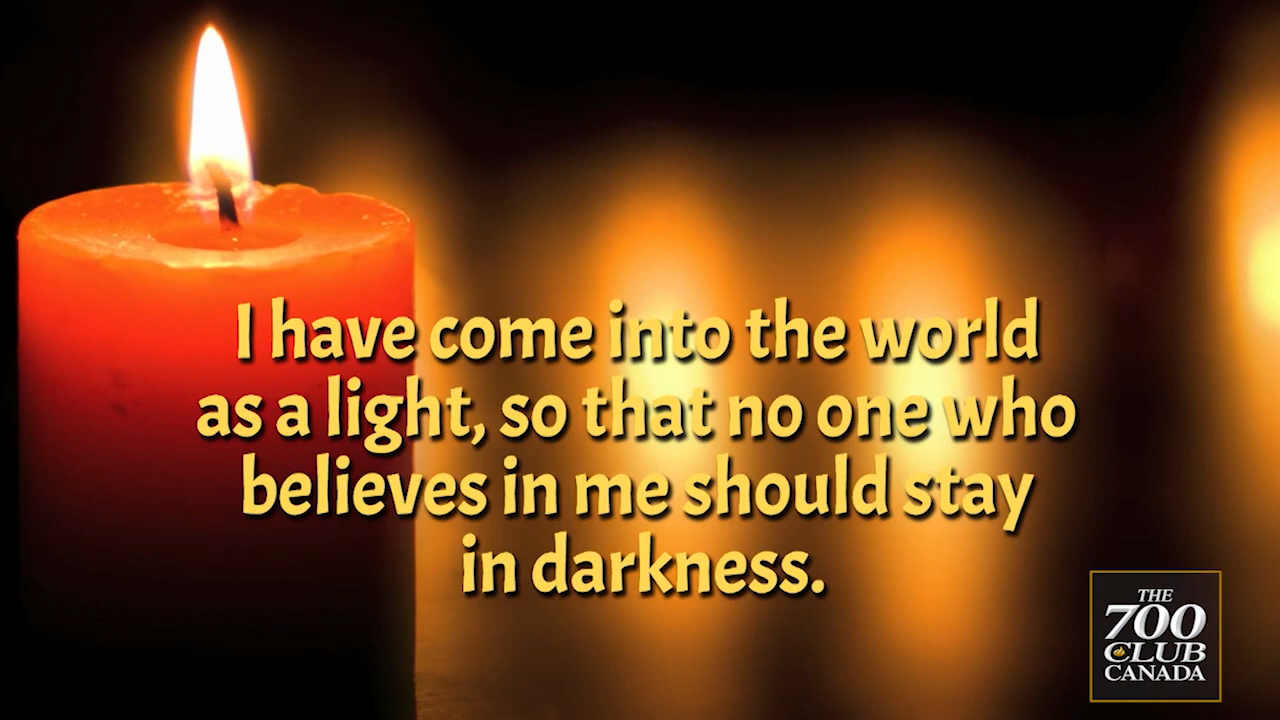 I have come into the world
as a light, so that no one who
believes in me should stay
in darkness.
THE
700
CLUB
CANADA